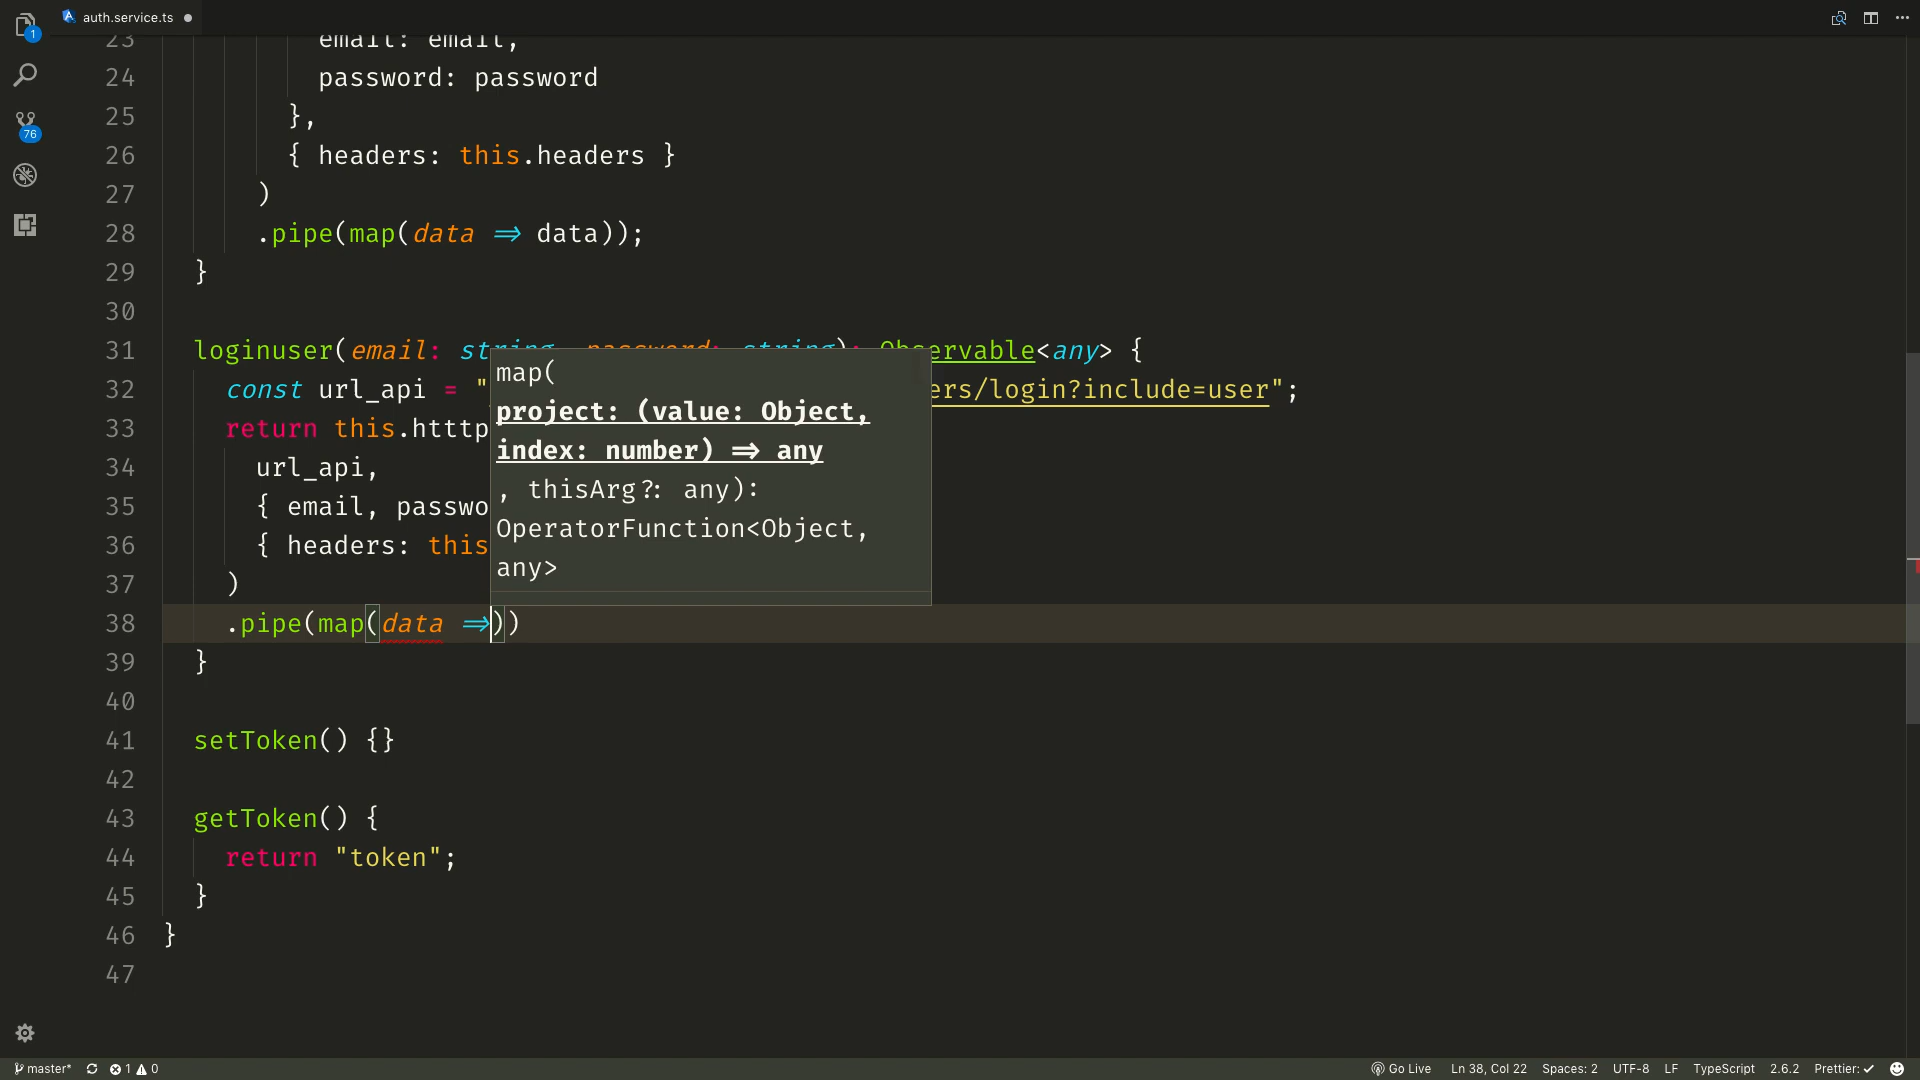 auth.service.ts
1
76
23 email: email,
24 password: password
25 },
26 { headers: this.headers }
27 )
28 .pipe(map(data => data));
29 }
30
31 loginuser(email: string, password: string): Observable<any> {
32 const url_api = " ers/login?include=user";
33 return this.htttp
34 url_api,
35 { email, passwo
36 { headers: this
37 )
38 .pipe(map(data =>))
39 }
40
41 setToken() {}
42
43 getToken() {
44 return "token";
45 }
46 }
47
map(
project: (value: Object,
index: number) => any
, thisArg?: any):
OperatorFunction<Object,
any>
master* 1 0 Go Live Ln 38, Col 22 Spaces: 2 UTF-8 LF TypeScript 2.6.2 Prettier: ✓